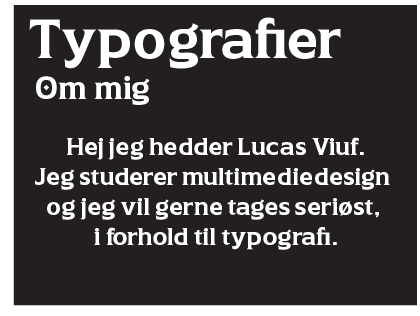 Typografier
Om mig
Hej jeg hedder Lucas Viuf.
Jeg studerer multimediedesign
og jeg vil gerne tages seriøst,
i forhold til typografi.